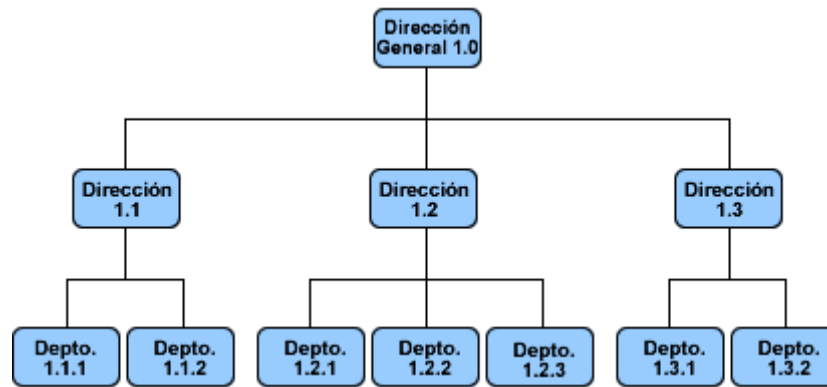 Dirección
General 1.0
Dirección
1.1
Dirección
1.2
Dirección
1.3
Depto.
1.1.1
Depto.
1.1.2
Depto.
1.2.1
Depto.
1.2.2
Depto.
1.2.3
Depto.
1.3.1
Depto.
1.3.2